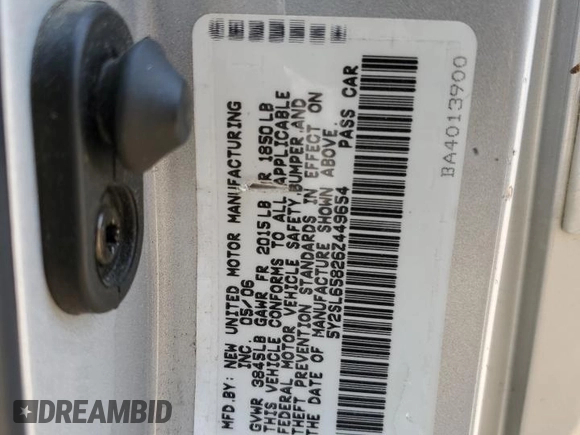 MFD.BY: NEW UNITED MOTOR MANUFACTURING
INC. 05/06
GVWR 3845LB GAWR FR 2015LB RR 1850LB
THIS VEHICLE CONFORMS TO ALL APPLICABLE
FEDERAL MOTOR VEHICLE SAFETY,BUMPER,AND
THEFT PREVENTION STANDARDS IN EFFECT ON
THE DATE OF MANUFACTURE SHOWN ABOVE.
5Y2SL65826Z449654 PASS CAR
BA4013900
DREAMBID